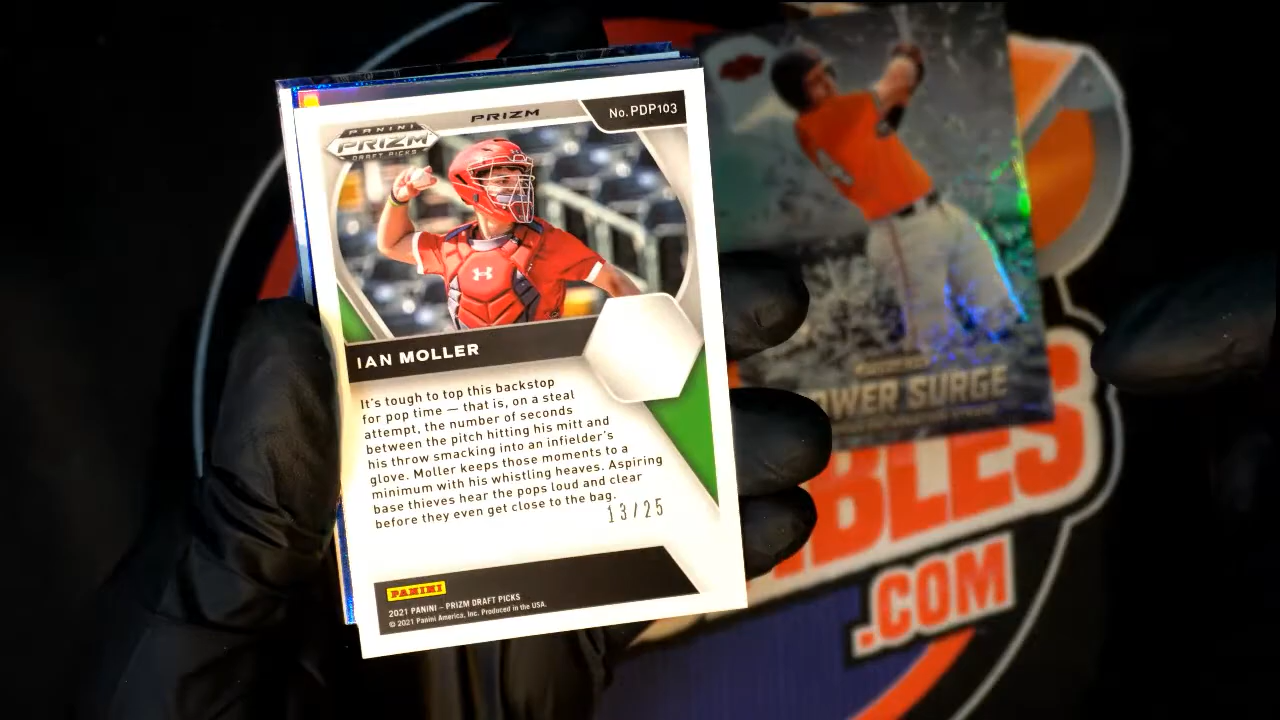 PRIZM
No. PDP103
PANINI
PRIZM
DRAFT PICKS
IAN MOLLER
It's tough to top this backstop
for pop time — that is, on a steal
attempt, the number of seconds
between the pitch hitting his mitt and
his throw smacking into an infielder's
glove. Moller keeps those moments to a
minimum with his whistling heaves. Aspiring
base thieves hear the pops loud and clear
before they even get close to the bag.
13/25
PANINI
2021 PANINI – PRIZM DRAFT PICKS
© 2021 Panini America, Inc. Produced in the USA.
OWER SURGE
BLES
.COM